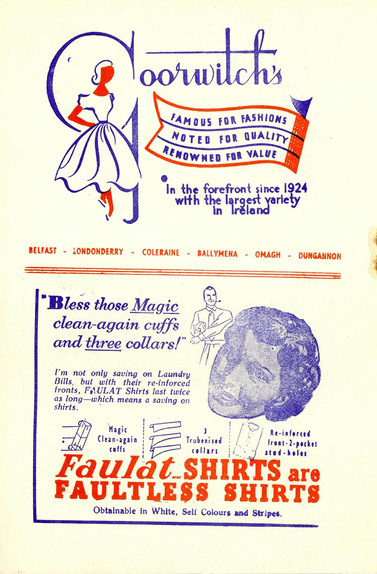 Goorwitch's
FAMOUS FOR FASHIONS
NOTED FOR QUALITY
RENOWNED FOR VALUE
In the forefront since 1924
with the largest variety
in Ireland
BELFAST - LONDONDERRY - COLERAINE - BALLYMENA - OMAGH - DUNGANNON
"Bless those Magic
clean-again cuffs
and three collars!"
I'm not only saving on Laundry
Bills, but with their re-inforced
fronts, FAULAT Shirts last twice
as long—which means a saving on
shirts.
Magic
Clean-again
cuffs
3
Trubenised
collars
Re-inforced
front-2-pocket
stud-holes
Faulat... SHIRTS are
FAULTLESS SHIRTS
Obtainable in White, Self Colours and Stripes.